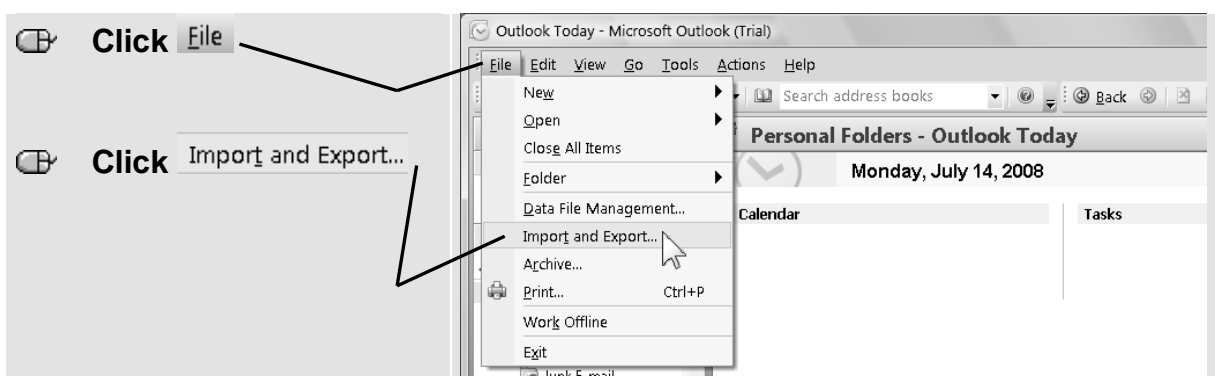 Click File
Click Import and Export...
Outlook Today - Microsoft Outlook (Trial)
File Edit View Go Tools Actions Help
New
Search address books
Back
Open
Personal Folders - Outlook Today
Close All Items
Monday, July 14, 2008
Folder
Data File Management...
Calendar
Tasks
Import and Export...
Archive...
Print... Ctrl+P
Work Offline
Exit
Junk E-mail